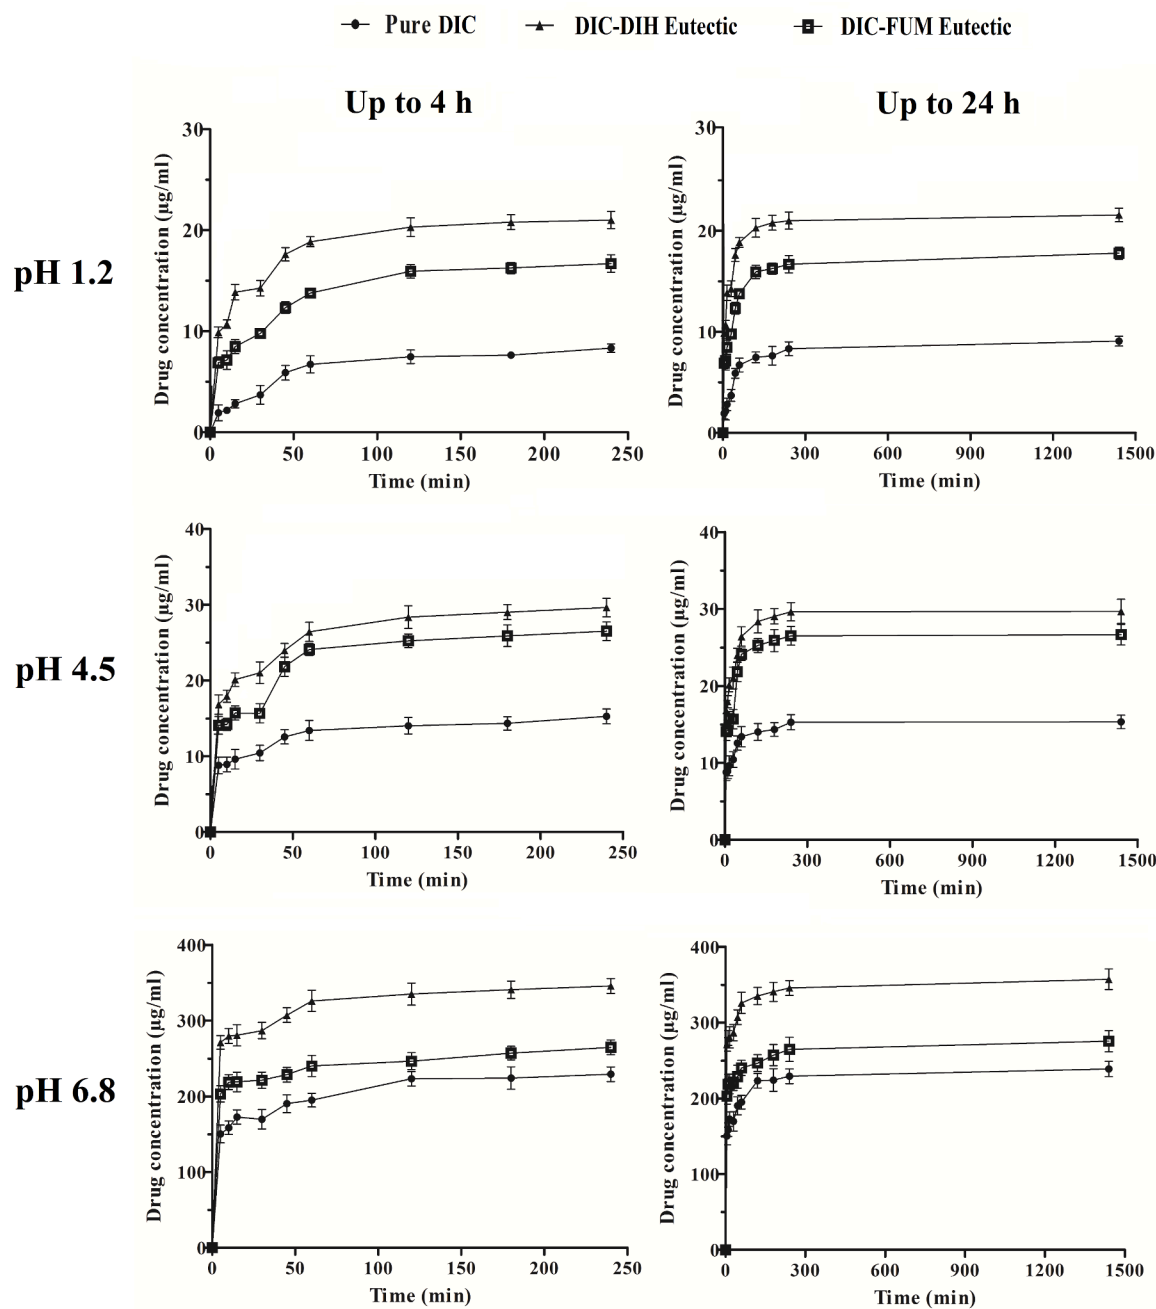 Pure DIC DIC-DIH Eutectic DIC-FUM Eutectic
Up to 4 h Up to 24 h
pH 1.2
Drug concentration (µg/ml)
30
20
10
0
0 50 100 150 200 250
Time (min)
Drug concentration (µg/ml)
30
20
10
0
0 300 600 900 1200 1500
Time (min)
pH 4.5
Drug concentration (µg/ml)
40
30
20
10
0
0 50 100 150 200 250
Time (min)
Drug concentration (µg/ml)
40
30
20
10
0
0 300 600 900 1200 1500
Time (min)
pH 6.8
Drug concentration (µg/ml)
400
300
200
100
0
0 50 100 150 200 250
Time (min)
Drug concentration (µg/ml)
400
300
200
100
0
0 300 600 900 1200 1500
Time (min)